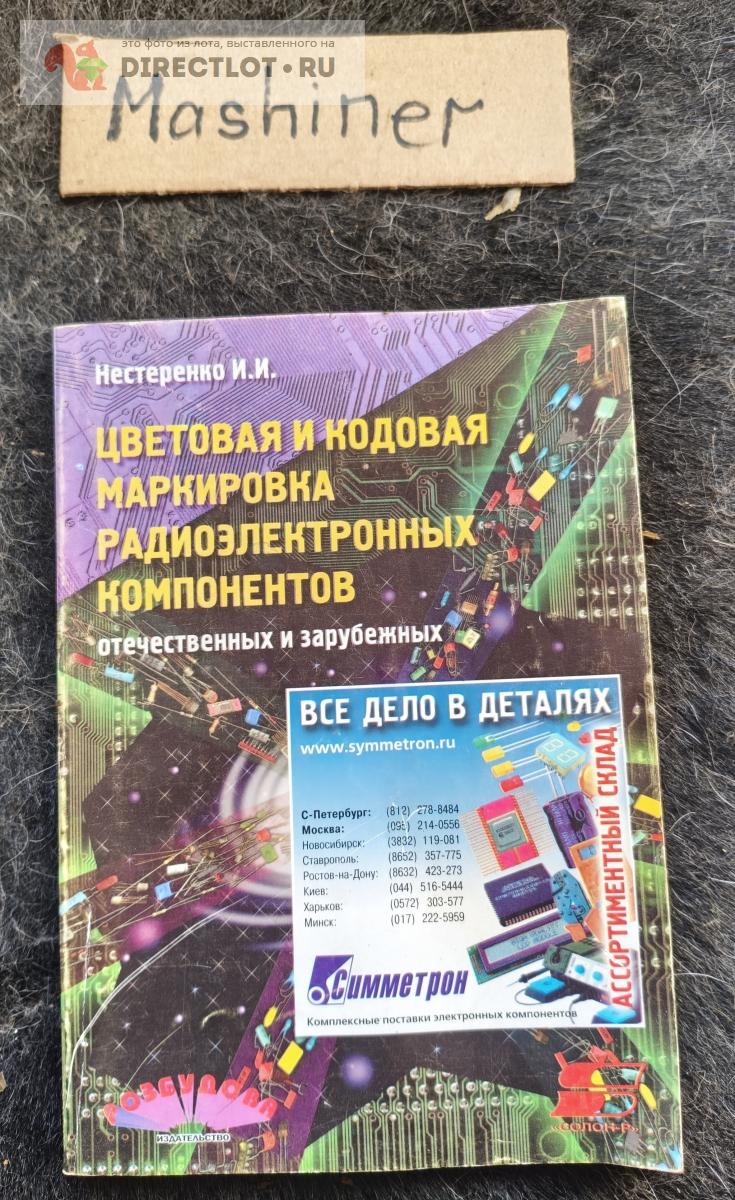 это фото из лота, выставленного на
DIRECTLOT•RU
Mashiner
Нестеренко И.И.
ЦВЕТОВАЯ И КОДОВАЯ
МАРКИРОВКА
РАДИОЭЛЕКТРОННЫХ
КОМПОНЕНТОВ
отечественных и зарубежных
ВСЕ ДЕЛО В ДЕТАЛЯХ
www.symmetron.ru
С-Петербург: (812) 278-8484
Москва: (095) 214-0556
Новосибирск: (3832) 119-081
Ставрополь: (8652) 357-775
Ростов-на-Дону: (8632) 423-273
Киев: (044) 516-5444
Харьков: (0572) 303-577
Минск: (017) 222-5959
АССОРТИМЕНТНЫЙ СКЛАД
Симметрон
Комплексные поставки электронных компонентов
РОЗБУДОВА
ИЗДАТЕЛЬСТВО
«СОЛОН-Р»